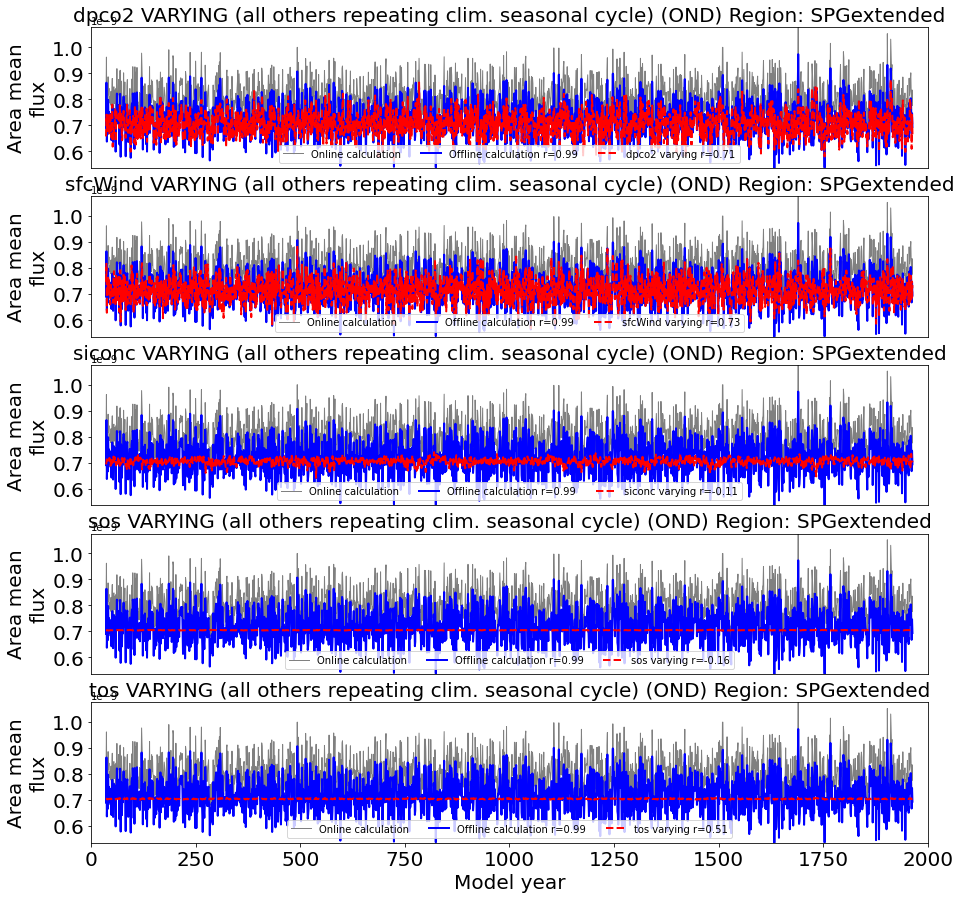 dpco2 VARYING (all others repeating clim. seasonal cycle) (OND) Region: SPGextended
1e−9
Area mean
flux
1.0
0.9
0.8
0.7
0.6
Online calculation
Offline calculation r=0.99
dpco2 varying r=0.71
sfcWind VARYING (all others repeating clim. seasonal cycle) (OND) Region: SPGextended
1e−9
Area mean
flux
1.0
0.9
0.8
0.7
0.6
Online calculation
Offline calculation r=0.99
sfcWind varying r=0.73
siconc VARYING (all others repeating clim. seasonal cycle) (OND) Region: SPGextended
1e−9
Area mean
flux
1.0
0.9
0.8
0.7
0.6
Online calculation
Offline calculation r=0.99
siconc varying r=-0.11
sos VARYING (all others repeating clim. seasonal cycle) (OND) Region: SPGextended
1e−9
Area mean
flux
1.0
0.9
0.8
0.7
0.6
Online calculation
Offline calculation r=0.99
sos varying r=-0.16
tos VARYING (all others repeating clim. seasonal cycle) (OND) Region: SPGextended
1e−9
Area mean
flux
1.0
0.9
0.8
0.7
0.6
Online calculation
Offline calculation r=0.99
tos varying r=0.51
0 250 500 750 1000 1250 1500 1750 2000
Model year